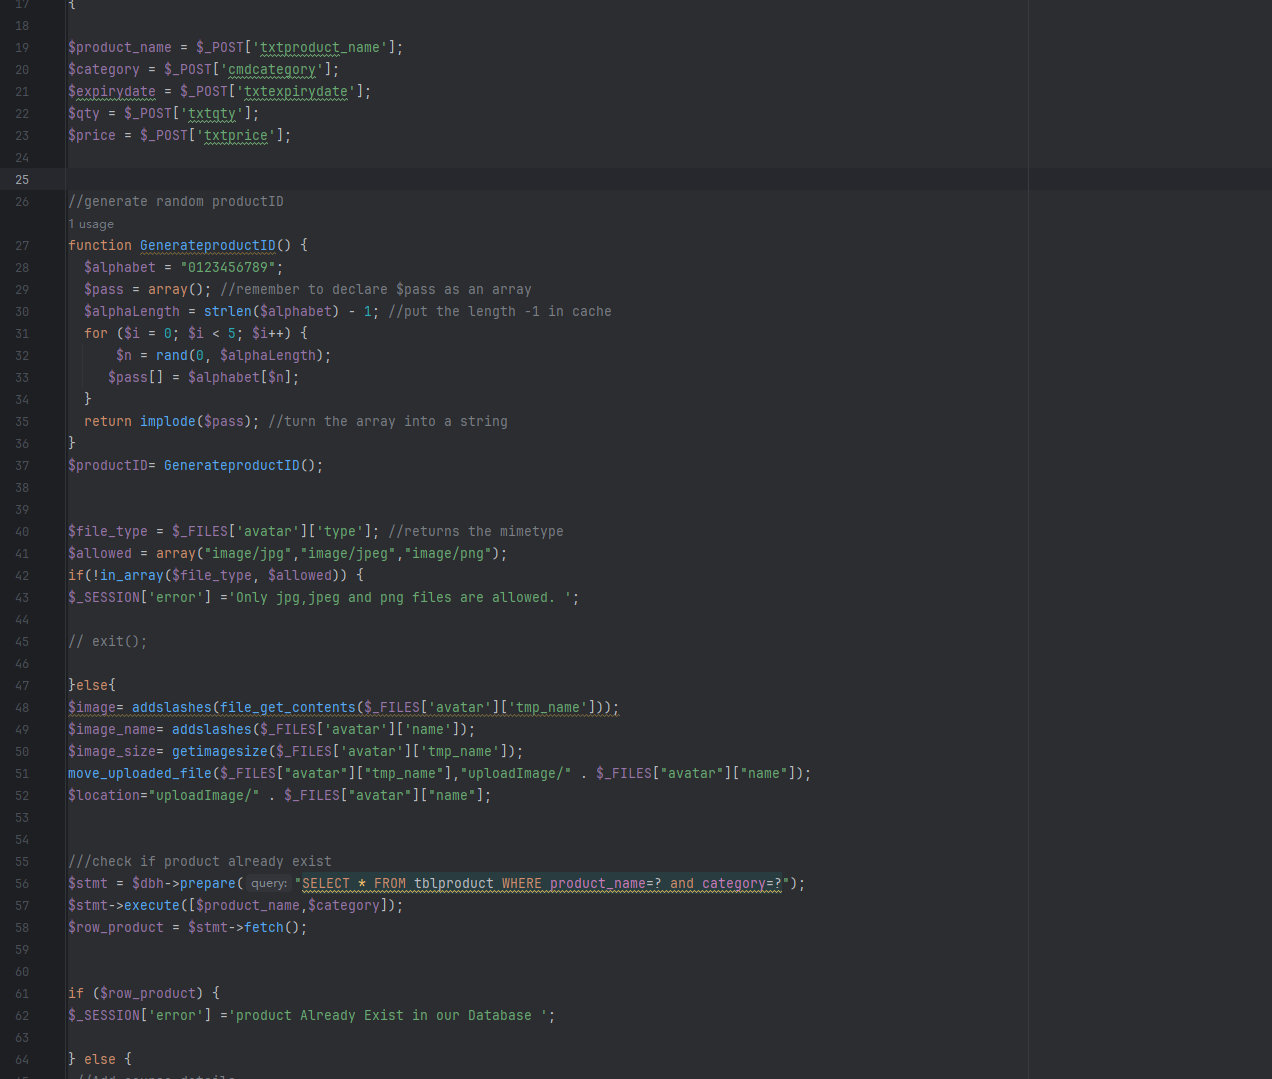 17 {
18
19 $product_name = $_POST['txtproduct_name'];
20 $category = $_POST['cmdcategory'];
21 $expirydate = $_POST['txtexpirydate'];
22 $qty = $_POST['txtqty'];
23 $price = $_POST['txtprice'];
24
25
26 //generate random productID
1 usage
27 function GenerateproductID() {
28   $alphabet = "0123456789";
29   $pass = array(); //remember to declare $pass as an array
30   $alphaLength = strlen($alphabet) - 1; //put the length -1 in cache
31   for ($i = 0; $i < 5; $i++) {
32       $n = rand(0, $alphaLength);
33      $pass[] = $alphabet[$n];
34   }
35   return implode($pass); //turn the array into a string
36 }
37 $productID= GenerateproductID();
38
39
40 $file_type = $_FILES['avatar']['type']; //returns the mimetype
41 $allowed = array("image/jpg","image/jpeg","image/png");
42 if(!in_array($file_type, $allowed)) {
43 $_SESSION['error'] ='Only jpg,jpeg and png files are allowed. ';
44
45 // exit();
46
47 }else{
48 $image= addslashes(file_get_contents($_FILES['avatar']['tmp_name']));
49 $image_name= addslashes($_FILES['avatar']['name']);
50 $image_size= getimagesize($_FILES['avatar']['tmp_name']);
51 move_uploaded_file($_FILES["avatar"]["tmp_name"],"uploadImage/" . $_FILES["avatar"]["name"]);
52 $location="uploadImage/" . $_FILES["avatar"]["name"];
53
54
55 ///check if product already exist
56 $stmt = $dbh->prepare( query: "SELECT * FROM tblproduct WHERE product_name=? and category=?");
57 $stmt->execute([$product_name,$category]);
58 $row_product = $stmt->fetch();
59
60
61 if ($row_product) {
62 $_SESSION['error'] ='product Already Exist in our Database ';
63
64 } else {